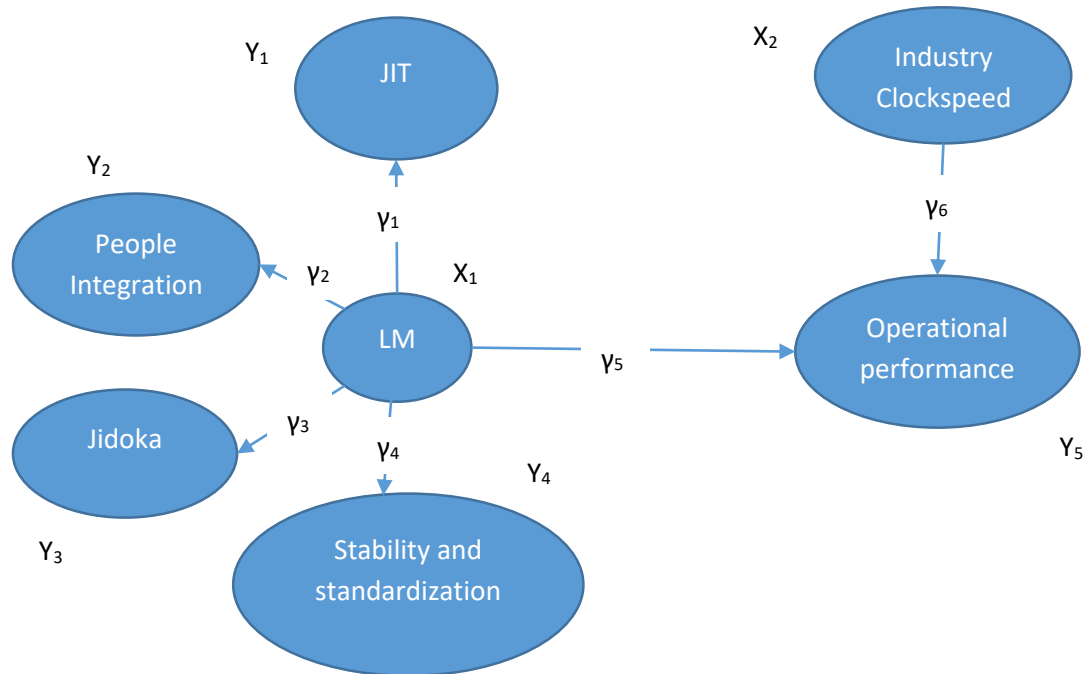 Y₁
JIT
X₂
Industry
Clockspeed
Y₂
People
Integration
γ₁
γ₂
X₁
γ₆
LM
γ₅
Operational
performance
Jidoka
γ₃
γ₄
Y₅
Y₄
Y₃
Stability and
standardization